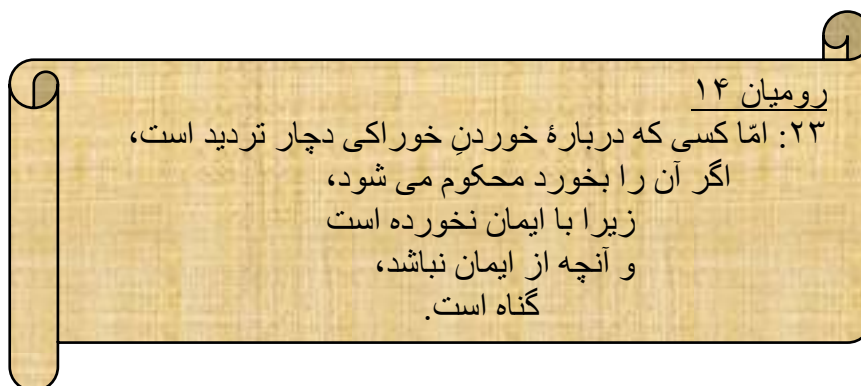 رومیان ۱۴
۲۳: امّا کسی که دربارۀ خوردنِ خوراکی دچار تردید است،
اگر آن را بخورد محکوم می شود،
زیرا با ایمان نخورده است
و آنچه از ایمان نباشد،
گناه است.